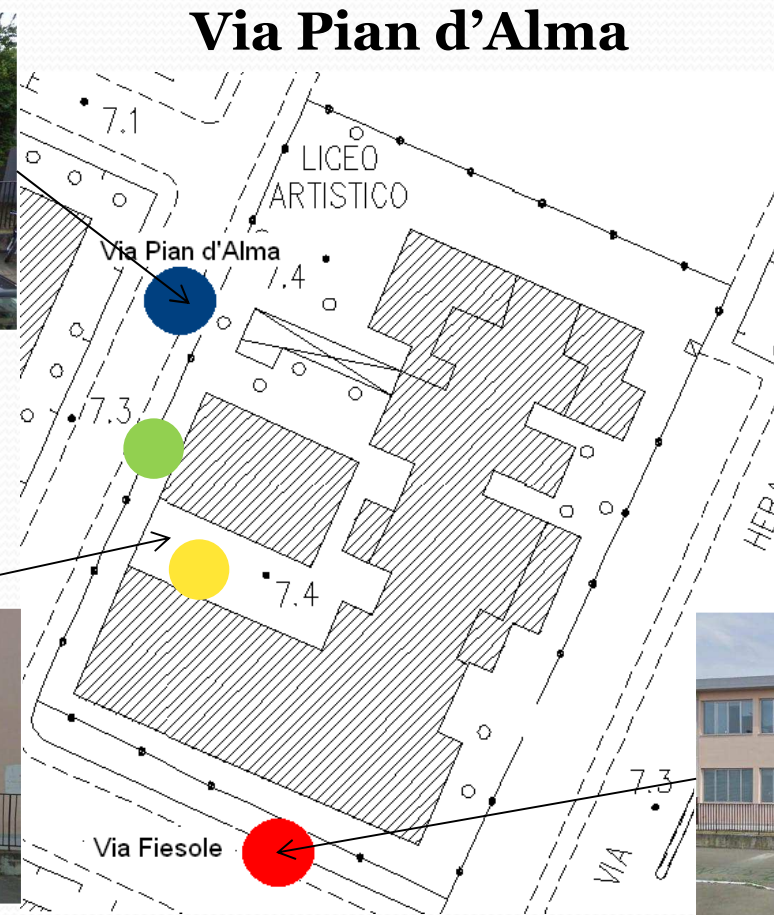 Via Pian d’Alma
7.1
LICEO
ARTISTICO
Via Pian d'Alma
7.4
7.3
7.4
7.3
Via Fiesole
VIA